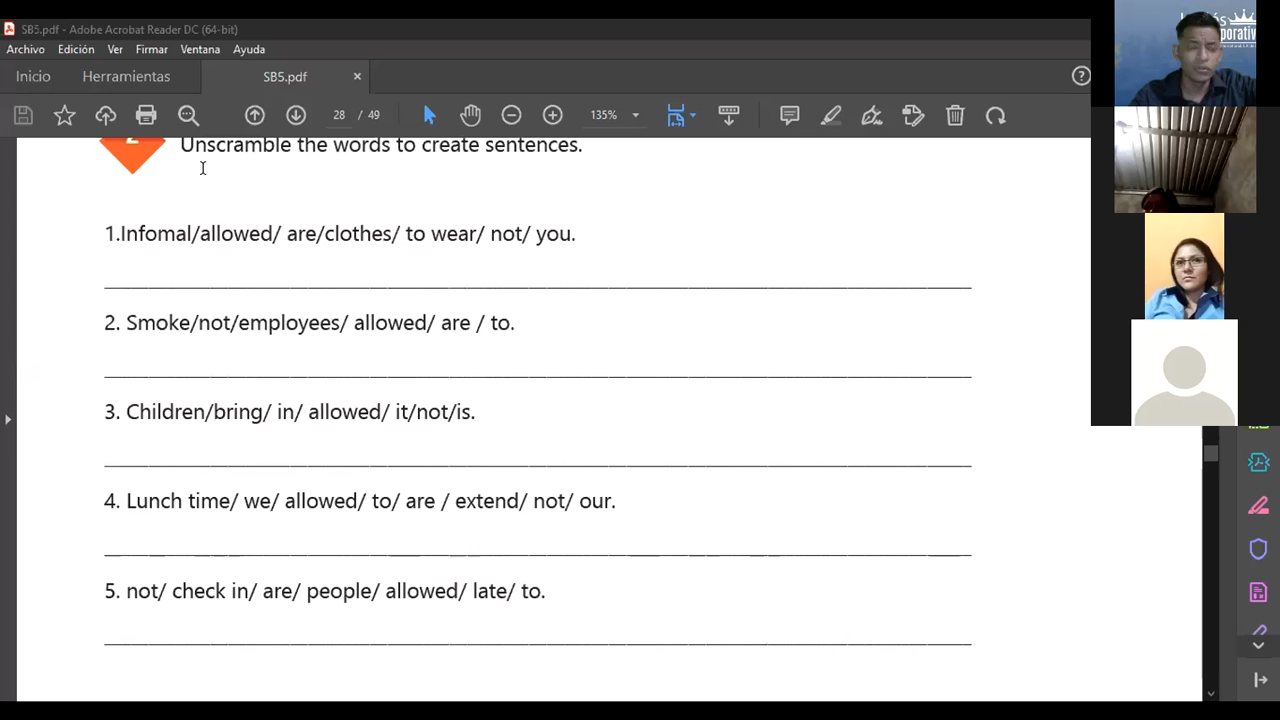 SB5.pdf - Adobe Acrobat Reader DC (64-bit)
Archivo Edición Ver Firmar Ventana Ayuda
Inicio Herramientas SB5.pdf ×
28 / 49 135%
Unscramble the words to create sentences.
1.Infomal/allowed/ are/clothes/ to wear/ not/ you.
2. Smoke/not/employees/ allowed/ are / to.
3. Children/bring/ in/ allowed/ it/not/is.
4. Lunch time/ we/ allowed/ to/ are / extend/ not/ our.
5. not/ check in/ are/ people/ allowed/ late/ to.